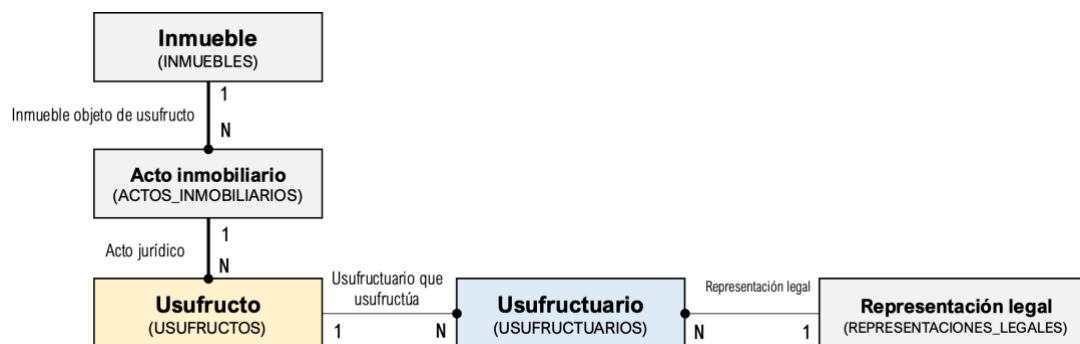 Inmueble
(INMUEBLES)
1
Inmueble objeto de usufructo
N
Acto inmobiliario
(ACTOS_INMOBILIARIOS)
1
Acto jurídico
N
Usufructo
(USUFRUCTOS)
Usufructuario que
usufructúa
1
N
Usufructuario
(USUFRUCTUARIOS)
Representación legal
N
1
Representación legal
(REPRESENTACIONES_LEGALES)